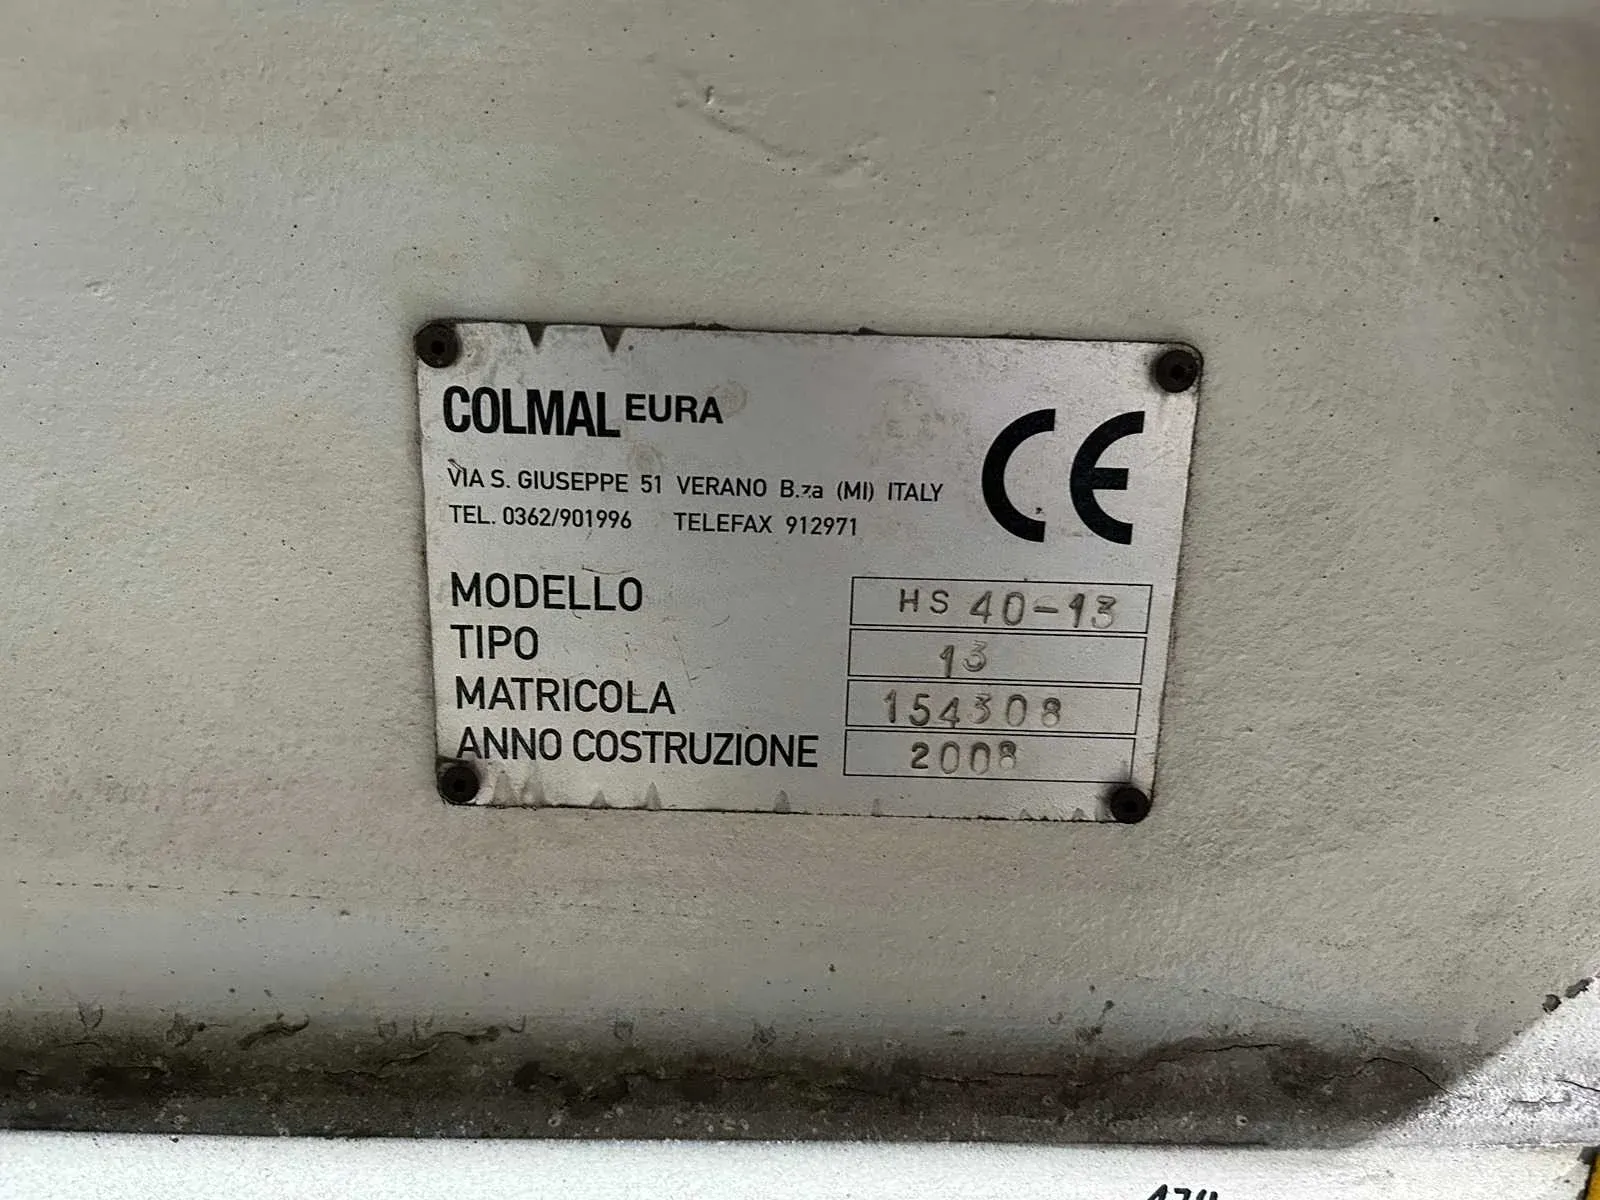 COLMAL EURA
VIA S. GIUSEPPE 51 VERANO B.za (MI) ITALY
TEL. 0362/901996 TELEFAX 912971
CE
MODELLO HS 40-13
TIPO 13
MATRICOLA 154308
ANNO COSTRUZIONE 2008